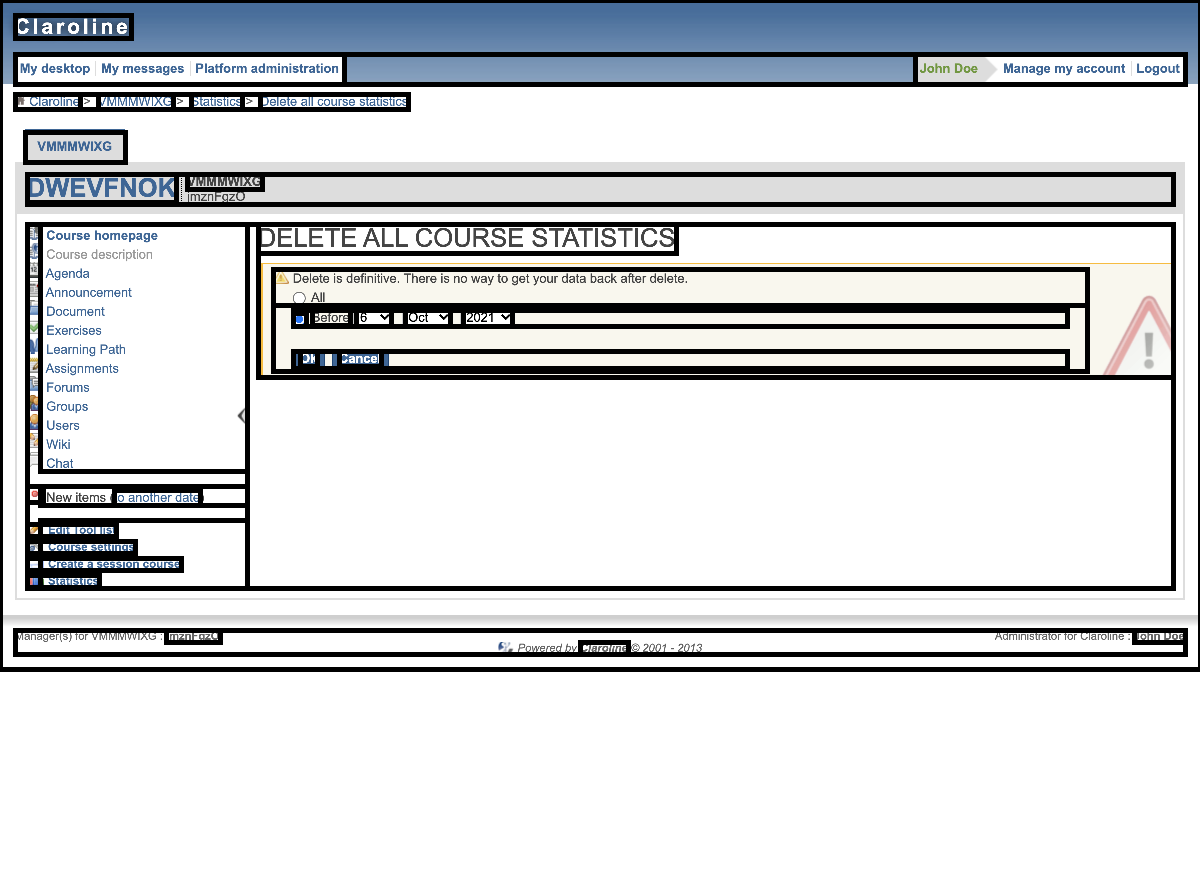 Claroline
My desktop My messages Platform administration John Doe Manage my account Logout
Claroline > VMMMWIXG > Statistics > Delete all course statistics
VMMMWIXG
DWEVFNOK VMMMWIXG
jmznFgzO
Course homepage
Course description
Agenda
Announcement
Document
Exercises
Learning Path
Assignments
Forums
Groups
Users
Wiki
Chat
New items (to another date)
Edit Tool list
Course settings
Create a session course
Statistics
DELETE ALL COURSE STATISTICS
Delete is definitive. There is no way to get your data back after delete.
All
Before 6 Oct 2021
Ok Cancel
Manager(s) for VMMMWIXG : jmznFgzO
Administrator for Claroline : John Doe
Powered by Claroline © 2001 - 2013